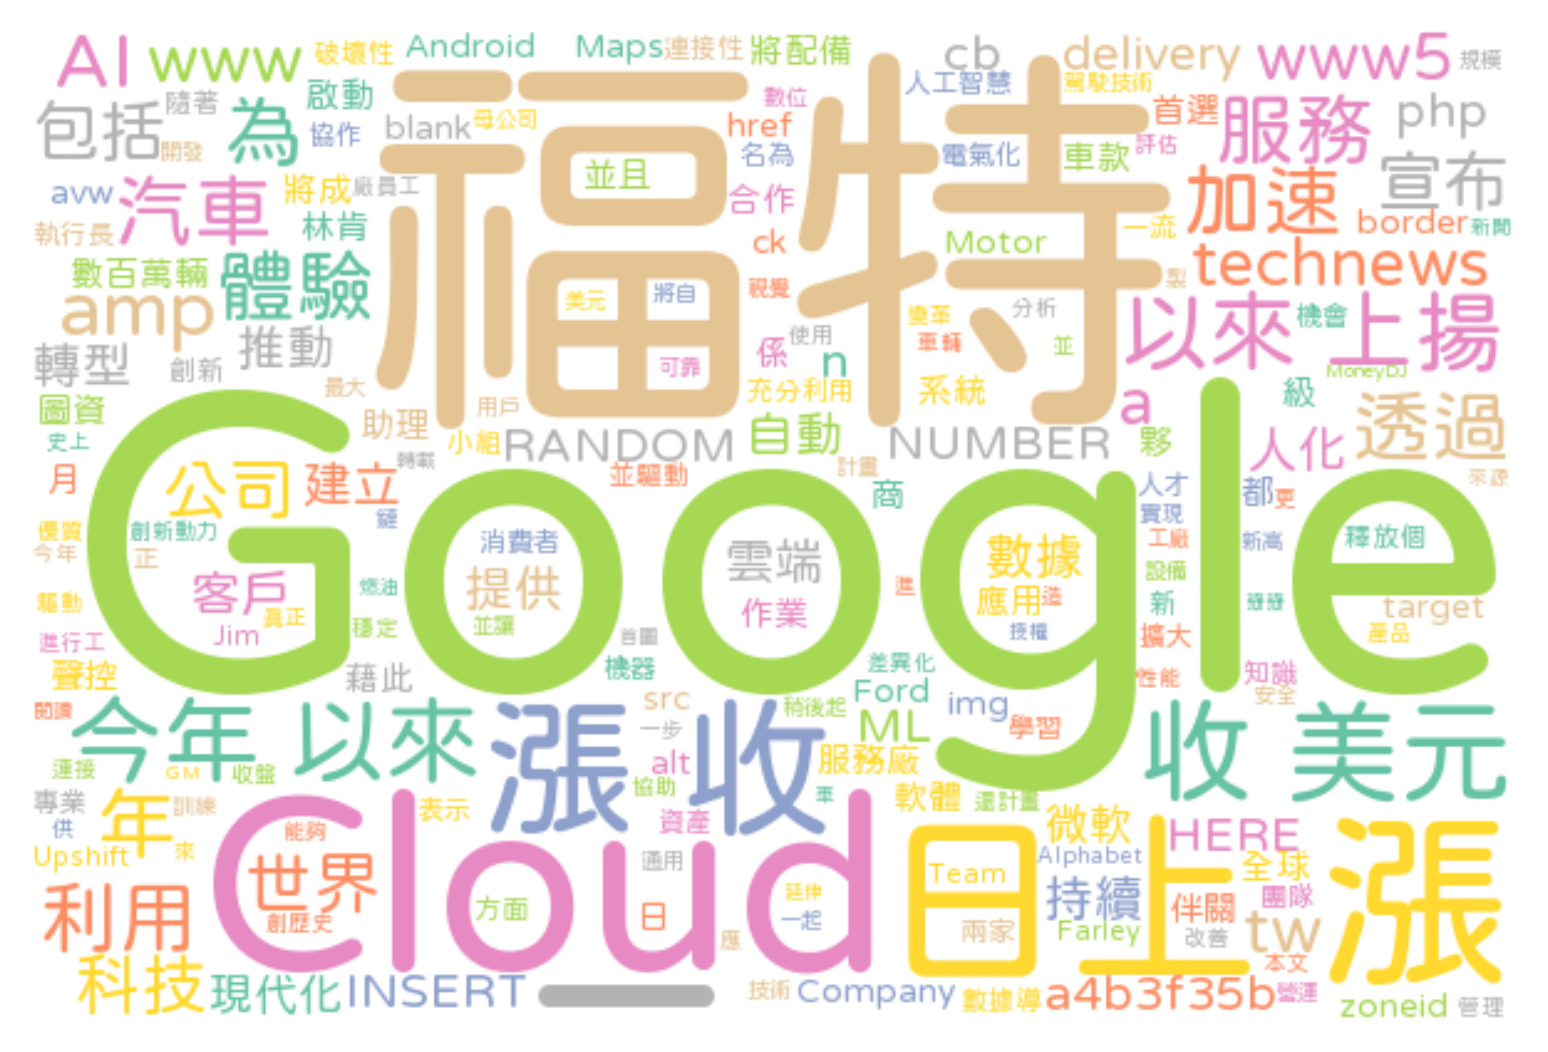 AI www 破壞性 Android Maps 連接性 將配備 cb delivery www5 規模
包括 隨著 為 啟動 數位 人工智慧 駕駛技術 首選 服務 php
開發 協作 blank 母公司 福特 href 名為 並且 電氣化 車款 評估 宣布
avw 汽車 將成 廠員工 合作 加速 border 新聞
執行長 林肯 ck Motor 一流 technews
數百萬輛 體驗 美元 將自 視覺 製
amp 推動 變革 分析 以來 機會 上揚
轉型 創新 可靠 係 使用 n 車輛 並 MoneyDJ
圖資 最大 用戶 充分利用 系統 a 級 透過
史上 助理 小組 RANDOM 自動 NUMBER 夥 人化
月 公司 建立 轉載 並驅動 計畫 商 人才 都 更 來源
Google
優質 創新動力 鏈 消費者 雲端 數據 實現 工廠 新高 釋放個
今年 正 客戶 燃油 提供 進 應用 造 設備
驅動 真正 穩定 並讓 作業 授權 新 target
進行工 Jim 首圖 擴大 產品
聲控 藉此 機器 差異化 性能 知識
閱讀 今年 以來 漲 src 收 稍後起 Ford img 學習 收 安全 美元
連接 GM 收盤 一步 alt ML 服務廠
專業 年 訓練 表示 協助 資產 軍 軟體 還計畫 微軟 HERE 漲
供 Upshift 來 能夠 Cloud 通用 日 上 Alphabet 全球
利用 世界 創歷史 方面 日 延伸 一起 Team 持續 伴關 團隊
應 兩家 Farley 改善 tw
科技 現代化 INSERT 技術 Company 數據導 a4b3f35b 本文 營運 zoneid 管理